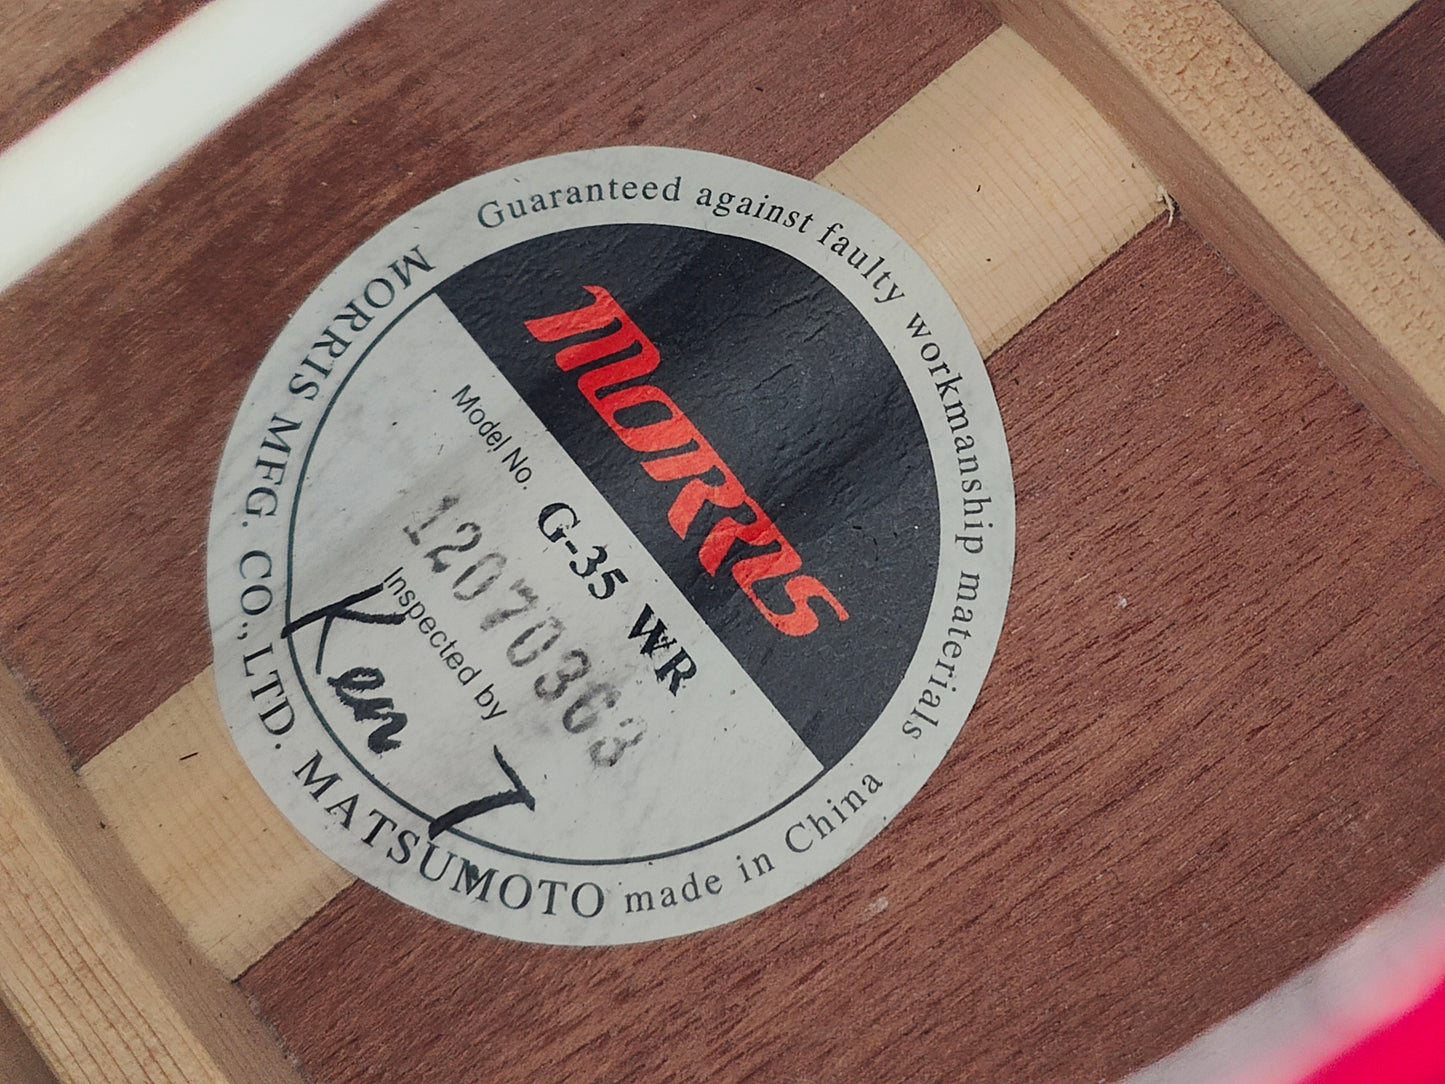 Guaranteed against faulty workmanship materials
MORRIS
Model No. G-35 WR
12070363
Inspected by
Ken T
MORRIS MFG. CO., LTD. MATSUMOTO made in China